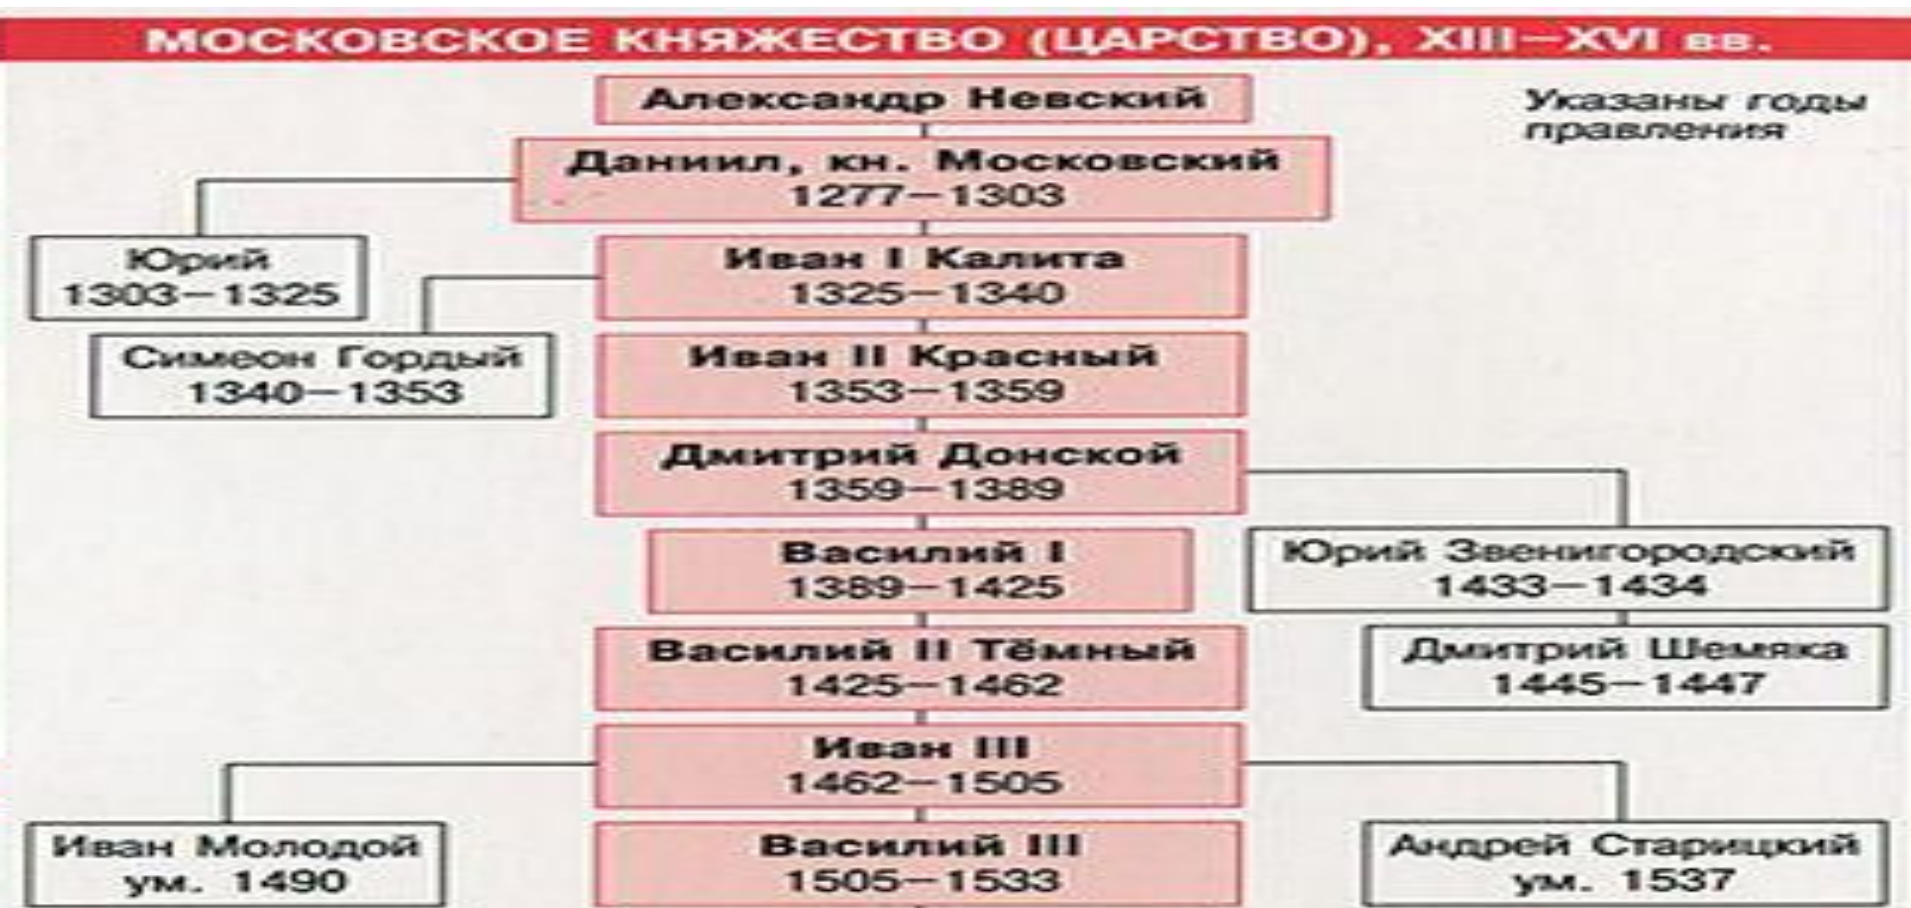 МОСКОВСКОЕ КНЯЖЕСТВО (ЦАРСТВО), XIII–XVI вв.
Александр Невский
Указаны годы
правления
Даниил, кн. Московский
1277–1303
Юрий
1303–1325
Иван I Калита
1325–1340
Симеон Гордый
1340–1353
Иван II Красный
1353–1359
Дмитрий Донской
1359–1389
Василий I
1389–1425
Юрий Звенигородский
1433–1434
Василий II Тёмный
1425–1462
Дмитрий Шемяка
1445–1447
Иван III
1462–1505
Иван Молодой
ум. 1490
Василий III
1505–1533
Андрей Старицкий
ум. 1537